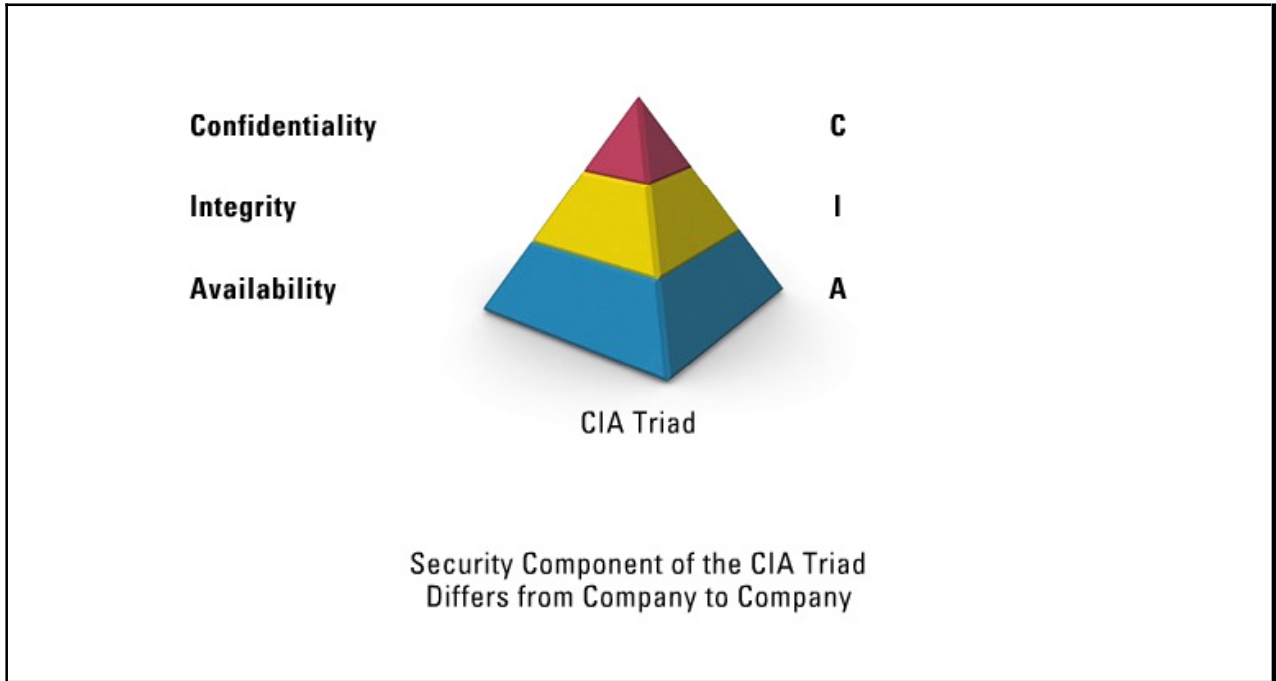 Confidentiality
C
Integrity
I
Availability
A
CIA Triad
Security Component of the CIA Triad
Differs from Company to Company